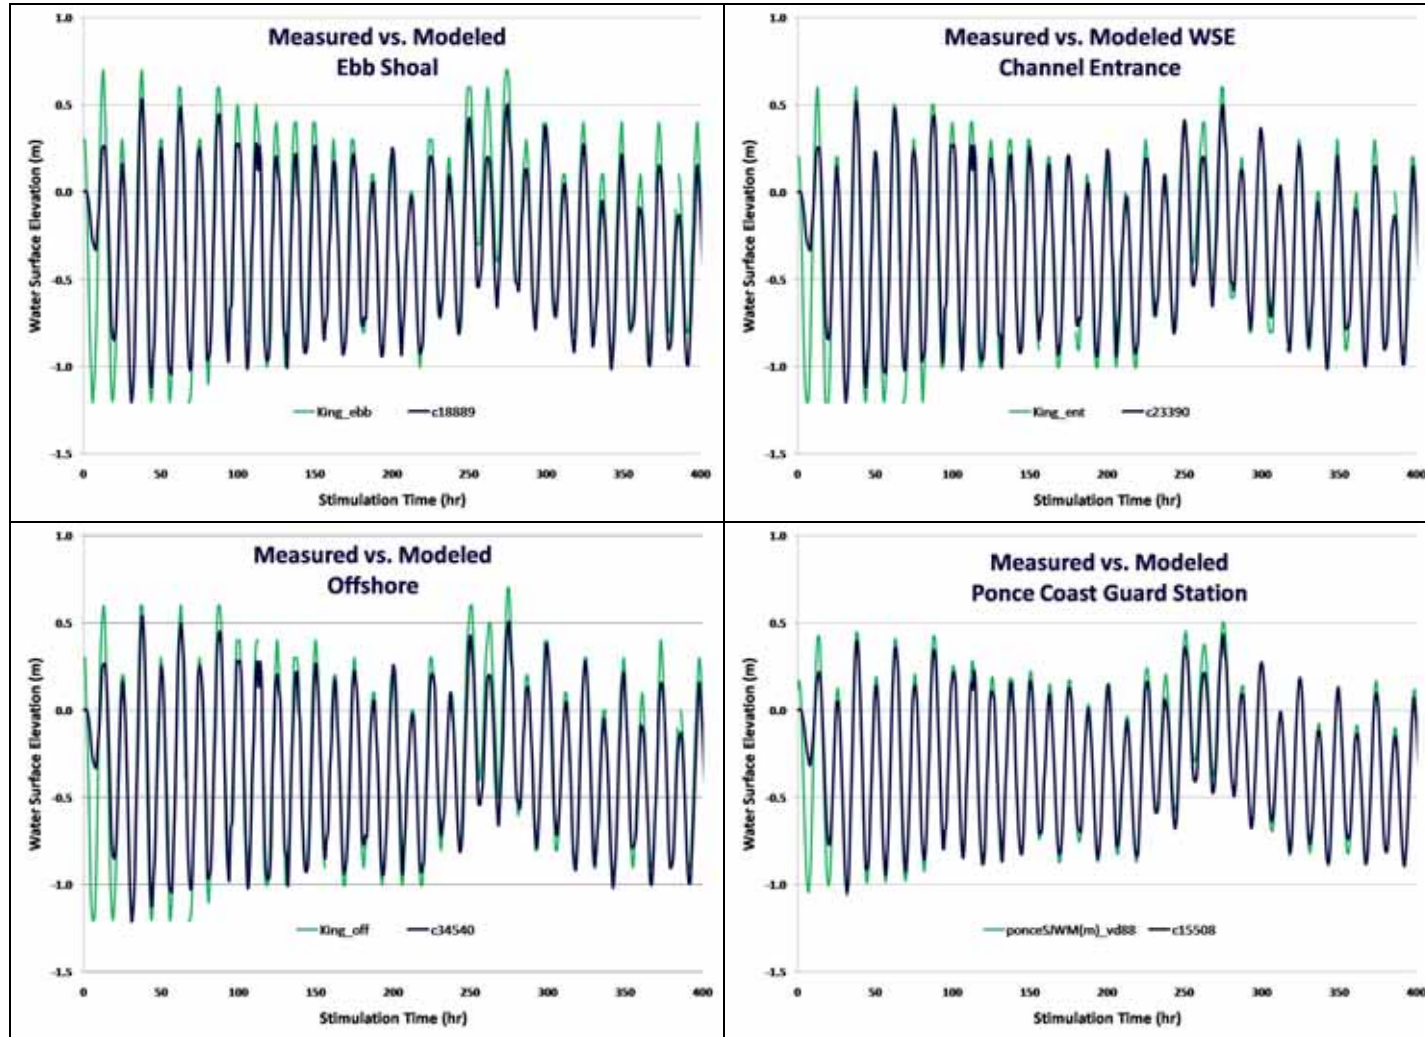 Measured vs. Modeled
Ebb Shoal
Water Surface Elevation (m)
1.0
0.5
0.0
-0.5
-1.0
-1.5
King_ebb c18889
0 50 100 150 200 250 300 350 400
Stimulation Time (hr)
Measured vs. Modeled WSE
Channel Entrance
Water Surface Elevation (m)
1.0
0.5
0.0
-0.5
-1.0
-1.5
King_ent c23390
0 50 100 150 200 250 300 350 400
Stimulation Time (hr)
Measured vs. Modeled
Offshore
Water Surface Elevation (m)
1.0
0.5
0.0
-0.5
-1.0
-1.5
King_off c34540
0 50 100 150 200 250 300 350 400
Stimulation Time (hr)
Measured vs. Modeled
Ponce Coast Guard Station
Water Surface Elevation (m)
1.0
0.5
0.0
-0.5
-1.0
-1.5
ponceSJWM(m)_vd88 c15508
0 50 100 150 200 250 300 350 400
Stimulation Time (hr)